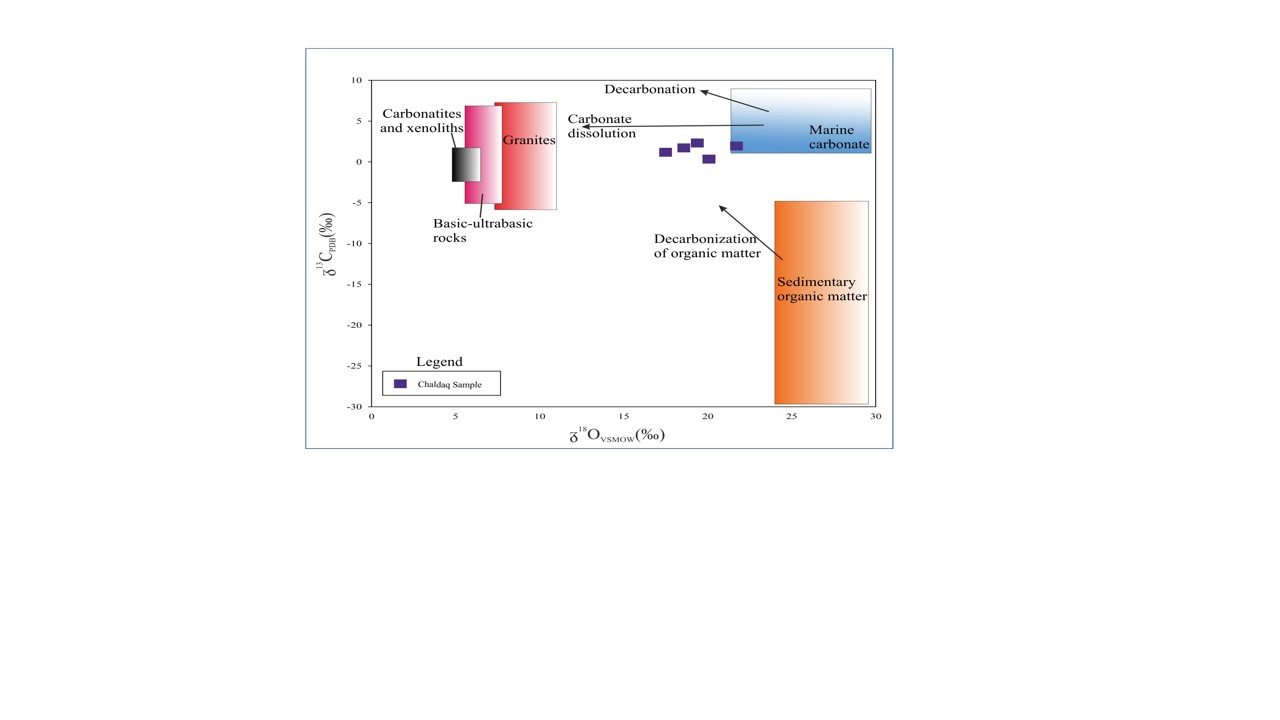 10
5
0
-5
-10
-15
-20
-25
-30
δ¹³C_PDB(‰)
Decarbonation
Carbonatites
and xenoliths
Carbonate
dissolution
Granites
Marine
carbonate
Basic-ultrabasic
rocks
Decarbonization
of organic matter
Sedimentary
organic matter
Legend
Chaldaq Sample
0 5 10 15 20 25 30
δ¹⁸O_VSMOW(‰)